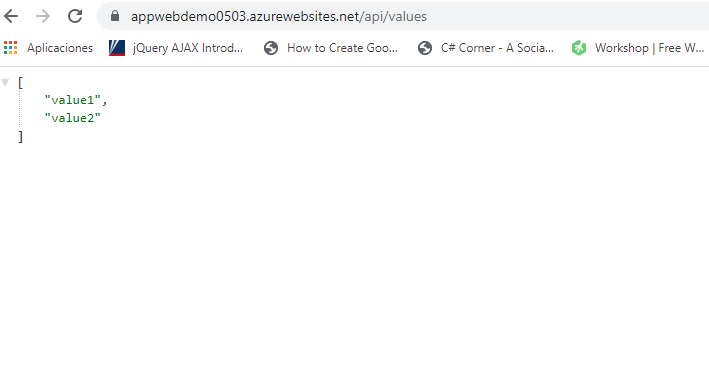 appwebdemo0503.azurewebsites.net/api/values
Aplicaciones jQuery AJAX Introd... How to Create Goo... C# Corner - A Socia... Workshop | Free W...
[
"value1",
"value2"
]